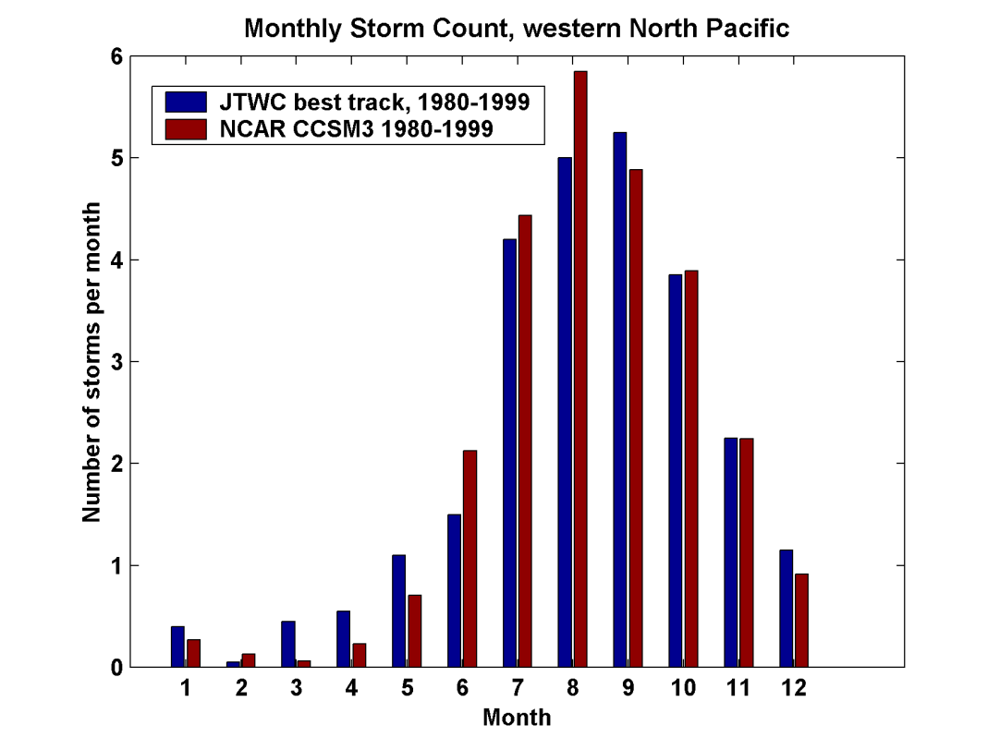 Monthly Storm Count, western North Pacific
JTWC best track, 1980-1999
NCAR CCSM3 1980-1999
Number of storms per month
6
5
4
3
2
1
0
1 2 3 4 5 6 7 8 9 10 11 12
Month